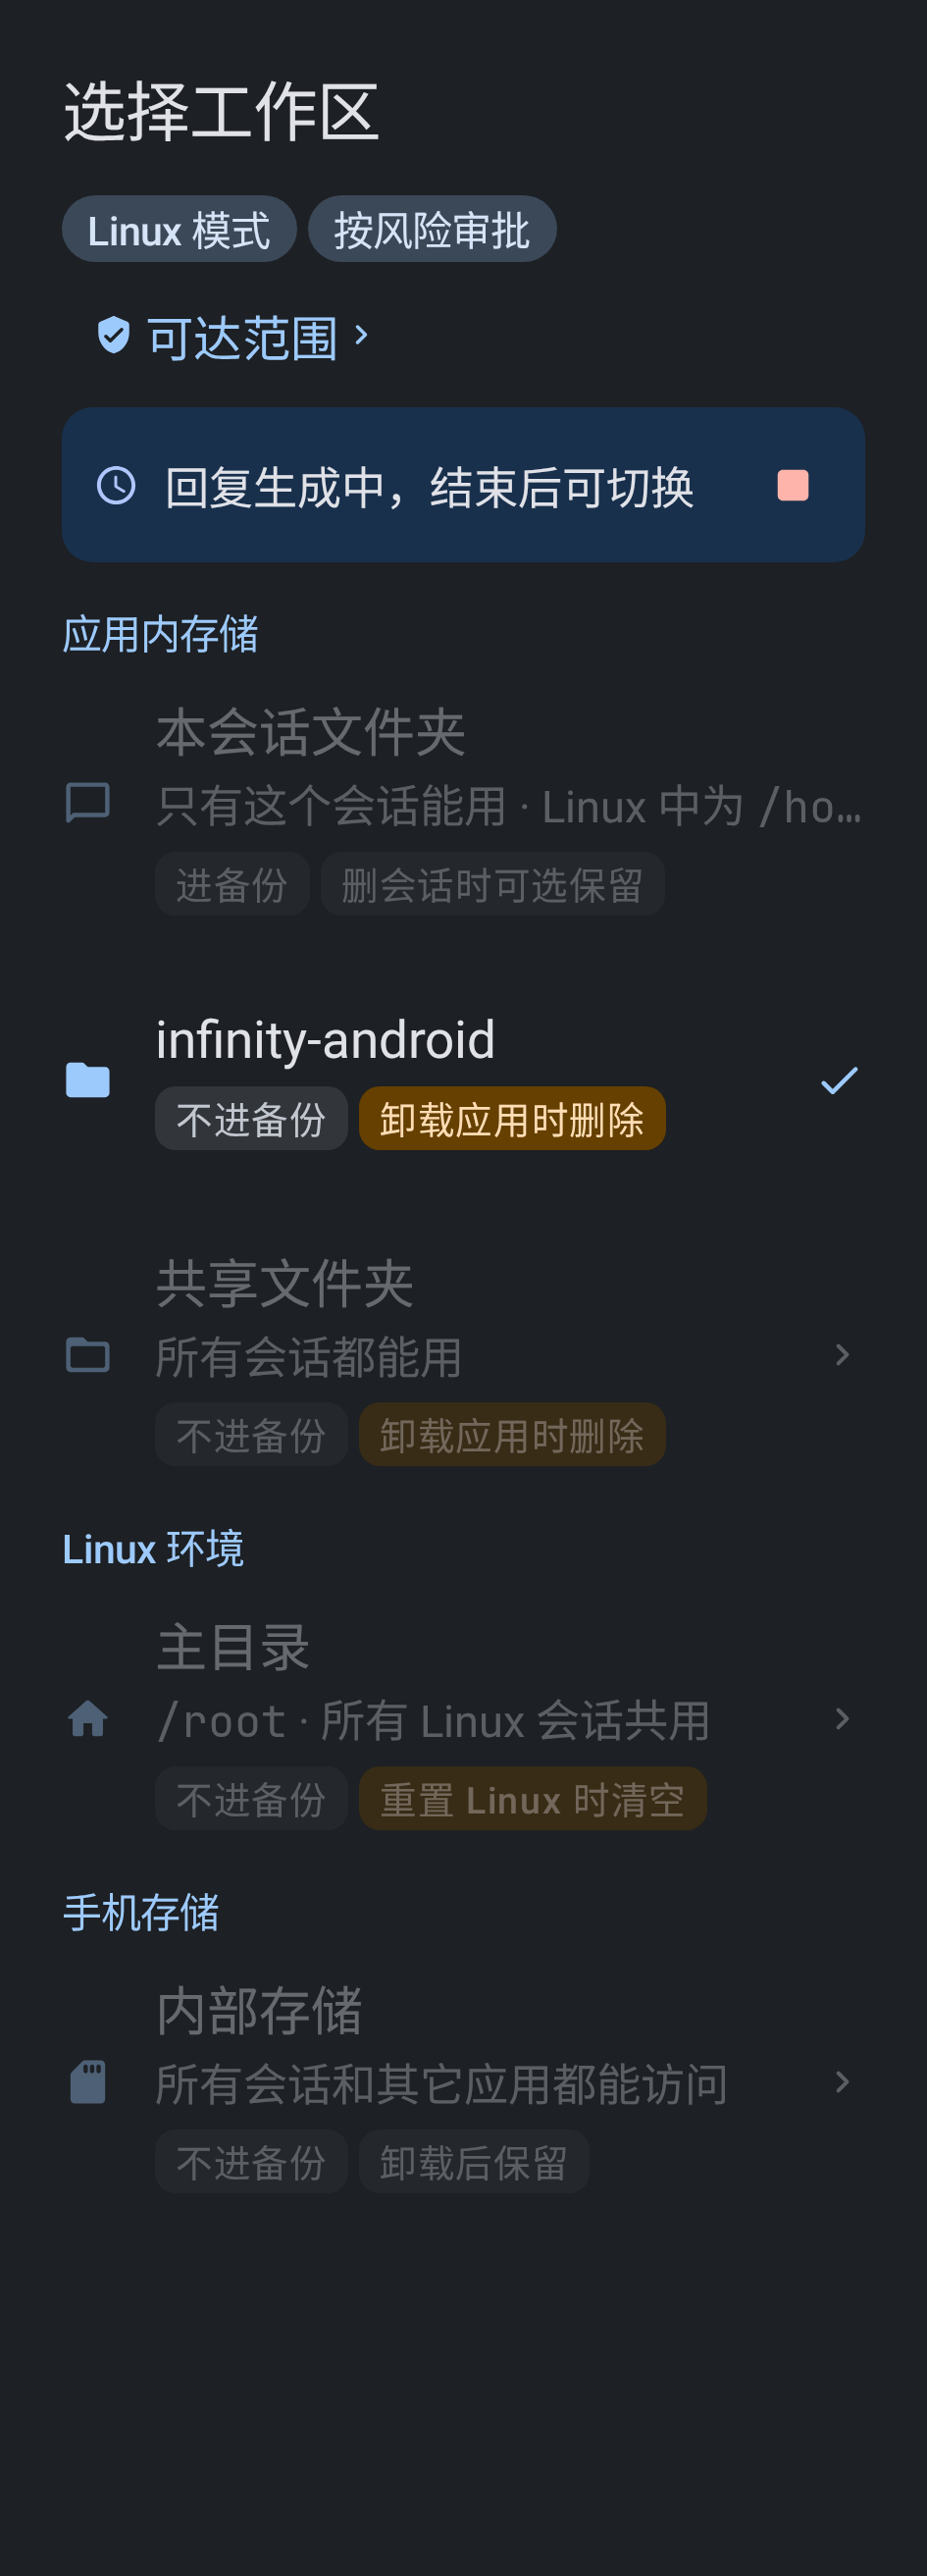 选择工作区
Linux 模式
按风险审批
可达范围
回复生成中，结束后可切换
应用内存储
本会话文件夹
只有这个会话能用 · Linux 中为 /ho…
进备份
删会话时可选保留
infinity-android
不进备份
卸载应用时删除
共享文件夹
所有会话都能用
不进备份
卸载应用时删除
Linux 环境
主目录
/root · 所有 Linux 会话共用
不进备份
重置 Linux 时清空
手机存储
内部存储
所有会话和其它应用都能访问
不进备份
卸载后保留